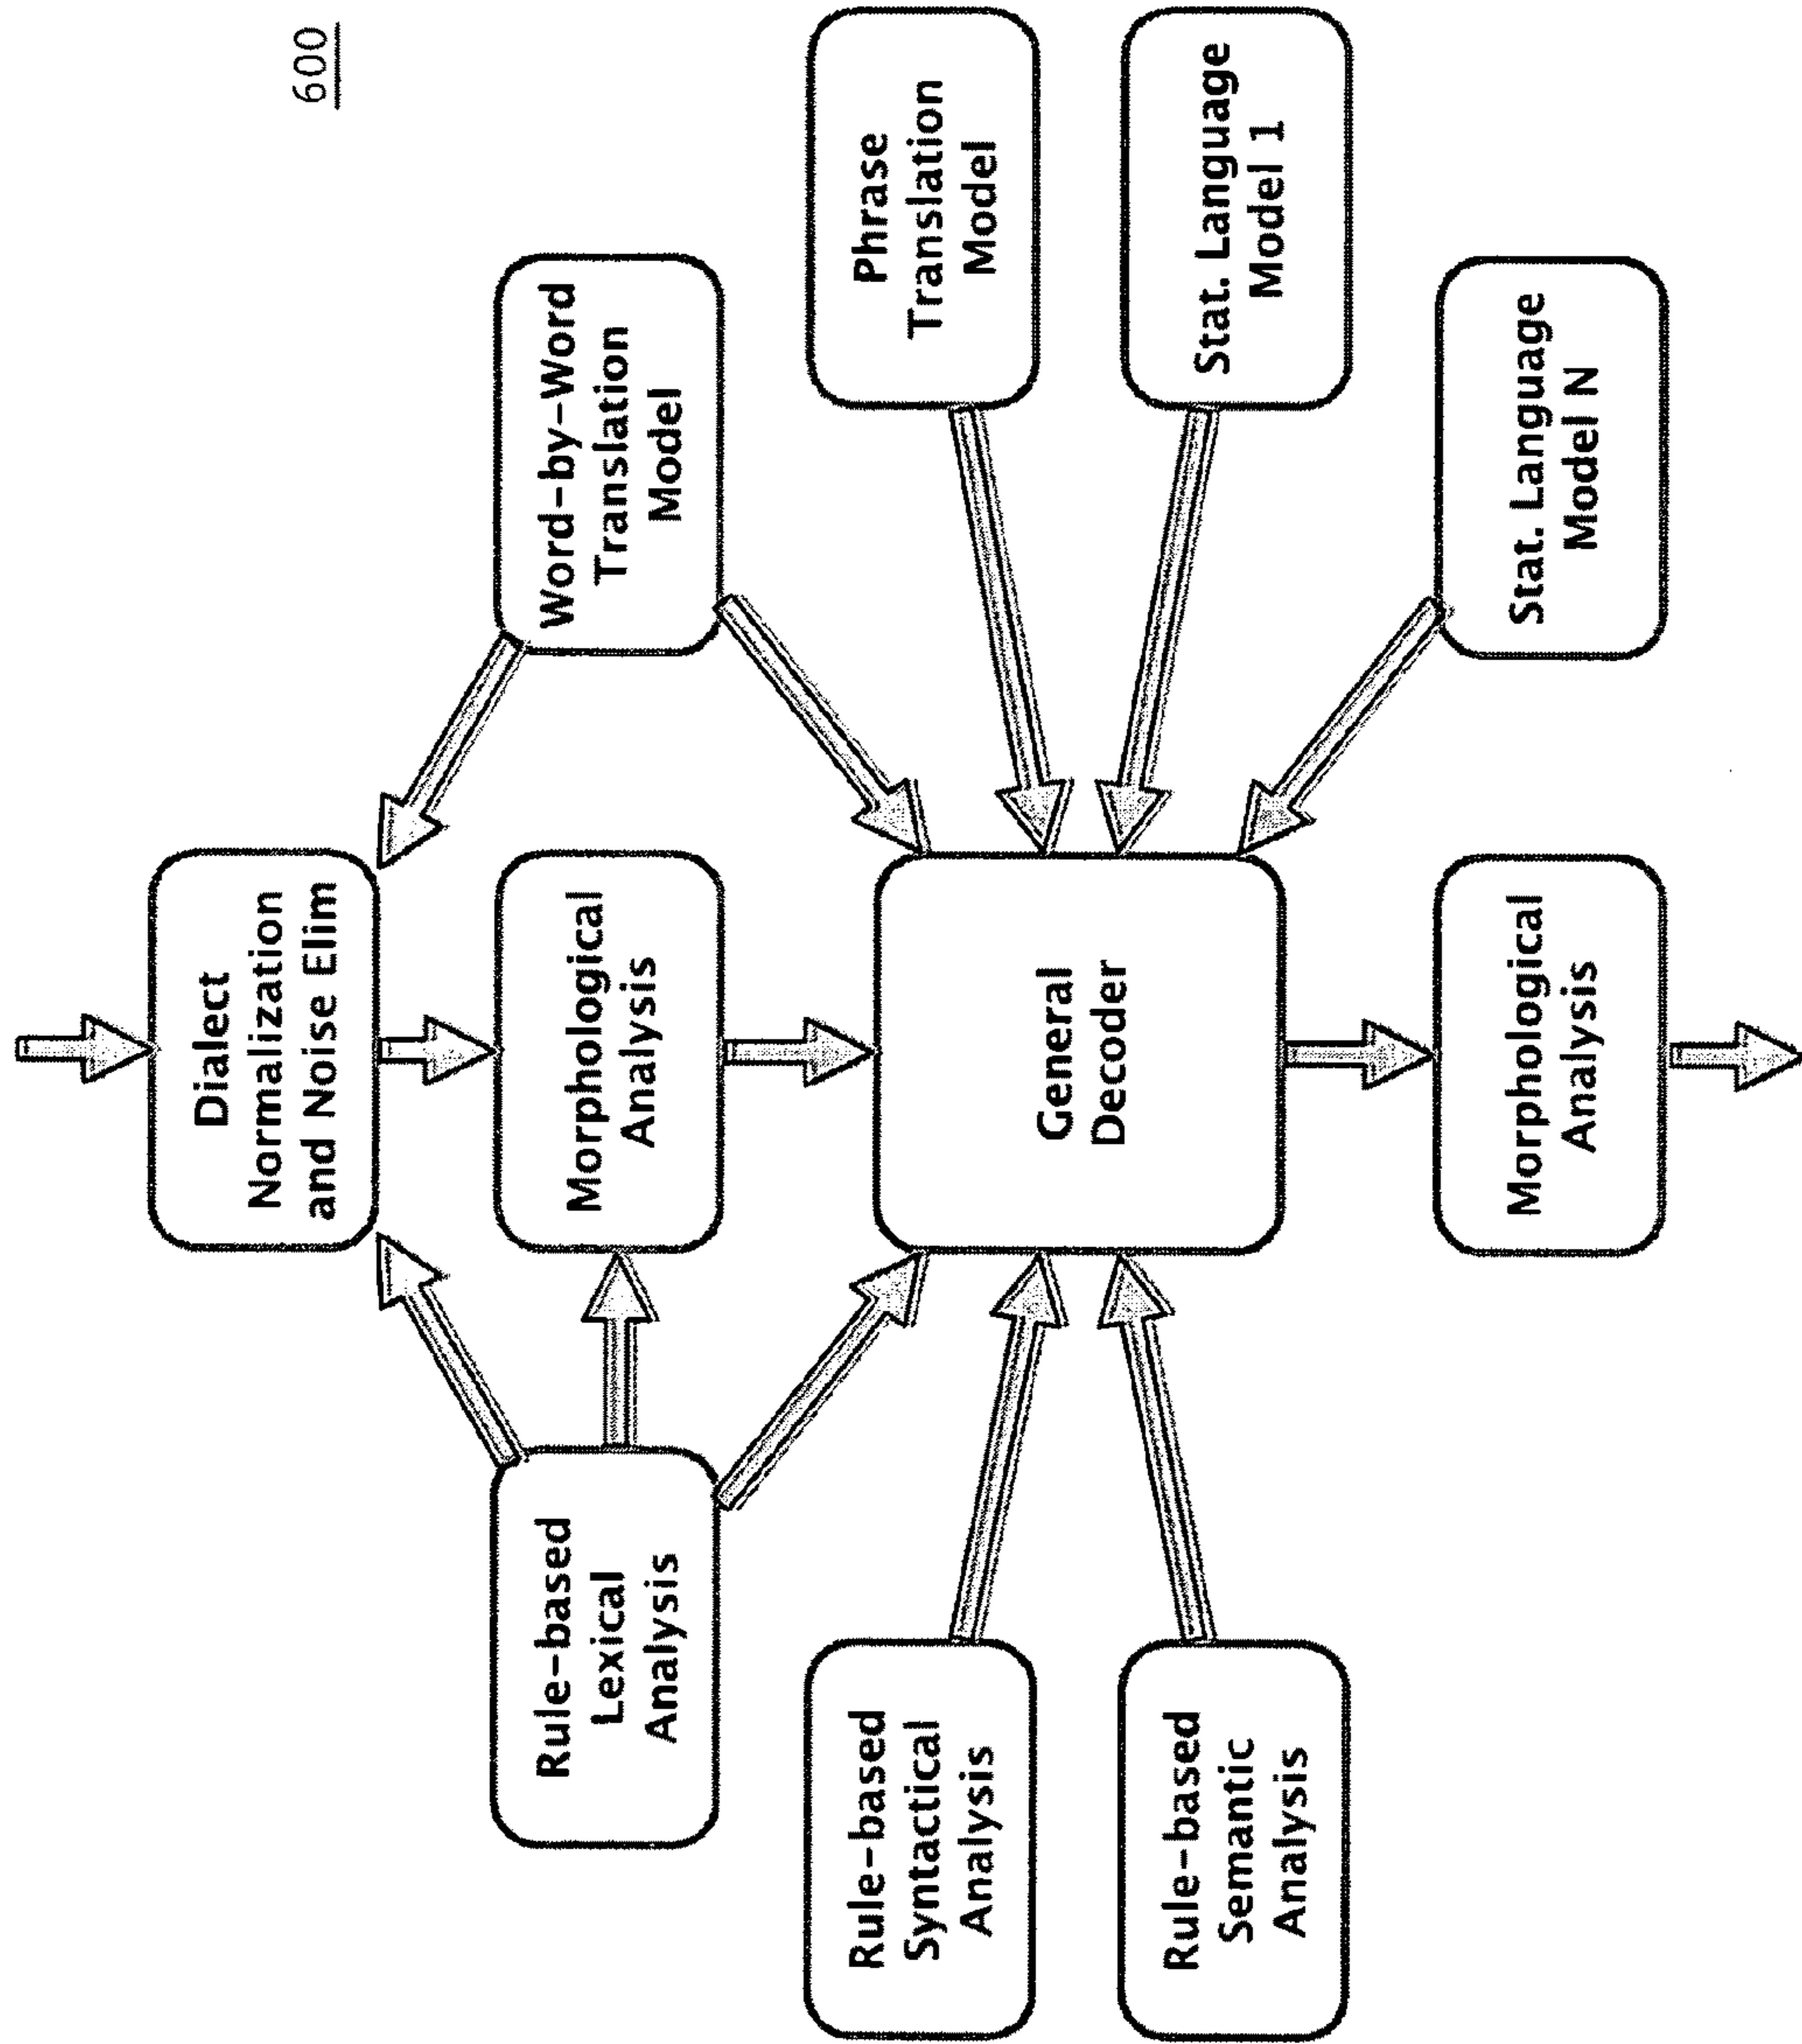 Dialect
Normalization
and Noise Elim
600
Rule-based
Lexical
Analysis
Morphological
Analysis
Word-by-Word
Translation
Model
Rule-based
Syntactical
Analysis
Phrase
Translation
Model
General
Decoder
Rule-based
Semantic
Analysis
Stat. Language
Model 1
Morphological
Analysis
Stat. Language
Model N